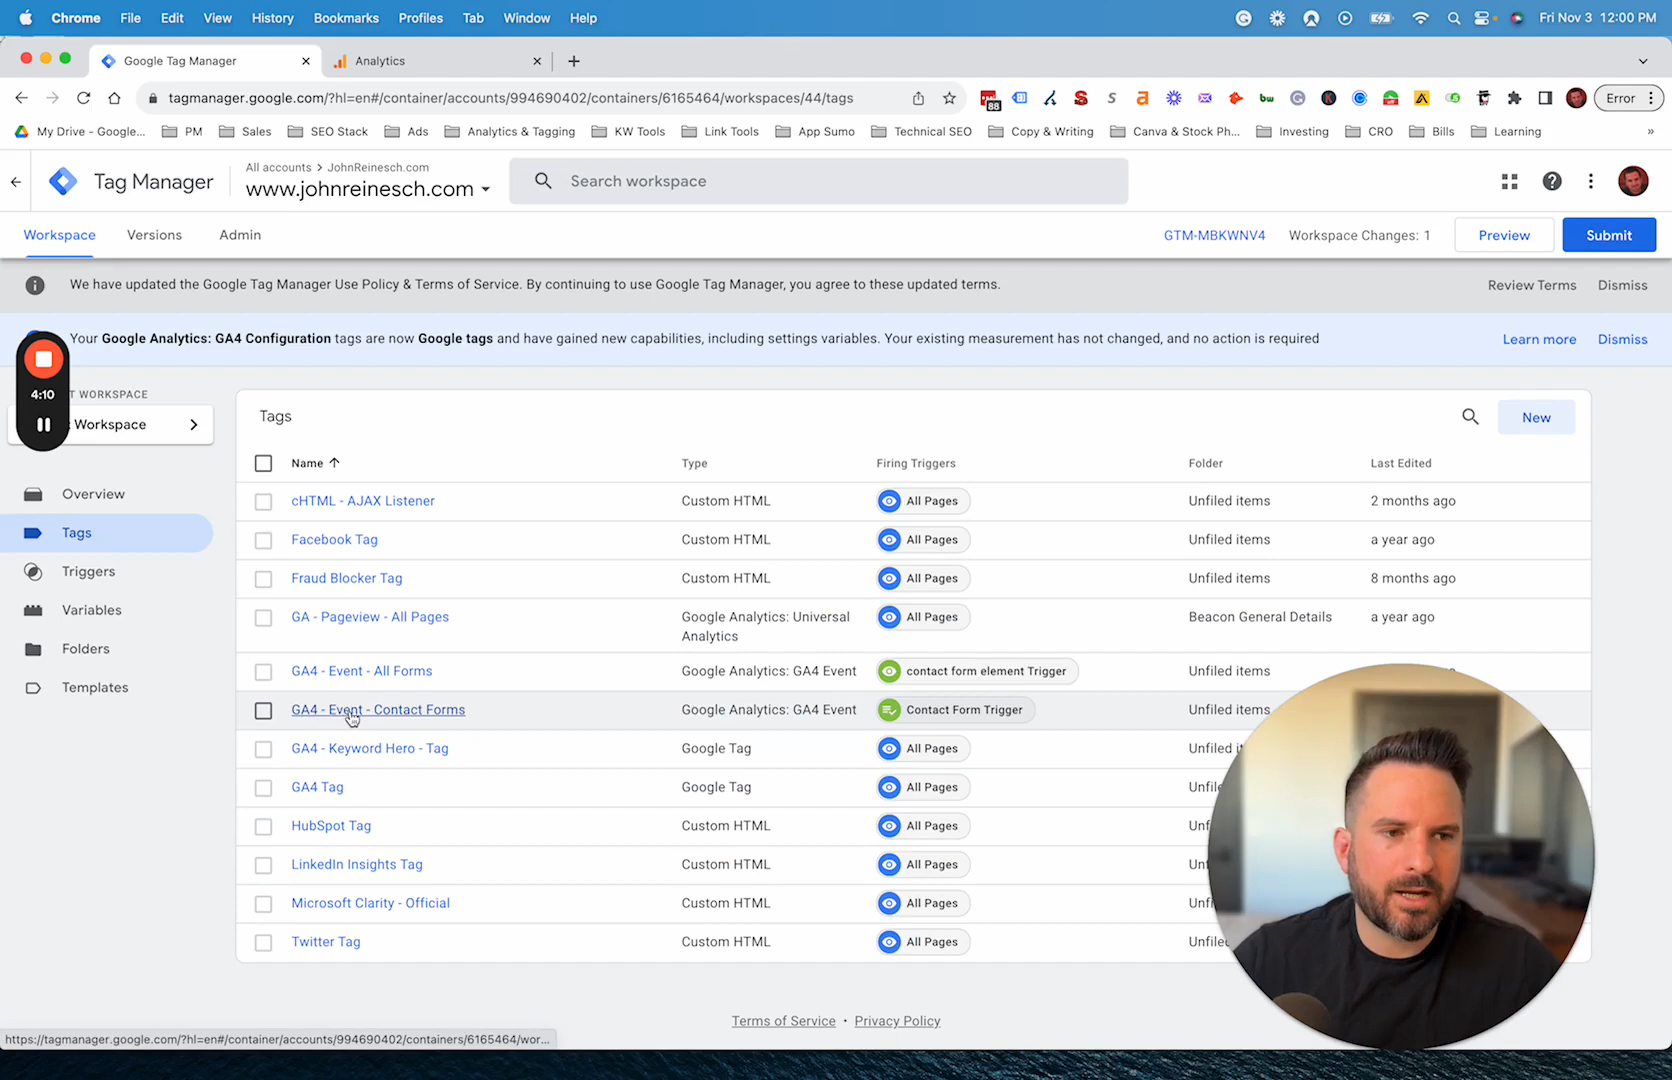 Chrome File Edit View History Bookmarks Profiles Tab Window Help Fri Nov 3 12:00 PM
Google Tag Manager Analytics
tagmanager.google.com/?hl=en#/container/accounts/994690402/containers/6165464/workspaces/44/tags 88 Error
My Drive - Google... PM Sales SEO Stack Ads Analytics & Tagging KW Tools Link Tools App Sumo Technical SEO Copy & Writing Canva & Stock Ph... Investing CRO Bills Learning »
Tag Manager
All accounts > JohnReinesch.com
www.johnreinesch.com
Search workspace
Workspace Versions Admin GTM-MBKWNV4 Workspace Changes: 1 Preview Submit
We have updated the Google Tag Manager Use Policy & Terms of Service. By continuing to use Google Tag Manager, you agree to these updated terms. Review Terms Dismiss
Your Google Analytics: GA4 Configuration tags are now Google tags and have gained new capabilities, including settings variables. Your existing measurement has not changed, and no action is required Learn more Dismiss
4:10
T WORKSPACE
Workspace
Overview
Tags
Triggers
Variables
Folders
Templates
Tags New
Name Type Firing Triggers Folder Last Edited
cHTML - AJAX Listener Custom HTML All Pages Unfiled items 2 months ago
Facebook Tag Custom HTML All Pages Unfiled items a year ago
Fraud Blocker Tag Custom HTML All Pages Unfiled items 8 months ago
GA - Pageview - All Pages Google Analytics: Universal Analytics All Pages Beacon General Details a year ago
GA4 - Event - All Forms Google Analytics: GA4 Event contact form element Trigger Unfiled items
GA4 - Event - Contact Forms Google Analytics: GA4 Event Contact Form Trigger Unfiled items
GA4 - Keyword Hero - Tag Google Tag All Pages Unfiled i
GA4 Tag Google Tag All Pages Unfile
HubSpot Tag Custom HTML All Pages Unf
LinkedIn Insights Tag Custom HTML All Pages Unf
Microsoft Clarity - Official Custom HTML All Pages Unf
Twitter Tag Custom HTML All Pages Unfile
Terms of Service • Privacy Policy
https://tagmanager.google.com/?hl=en#/container/accounts/994690402/containers/6165464/wor...